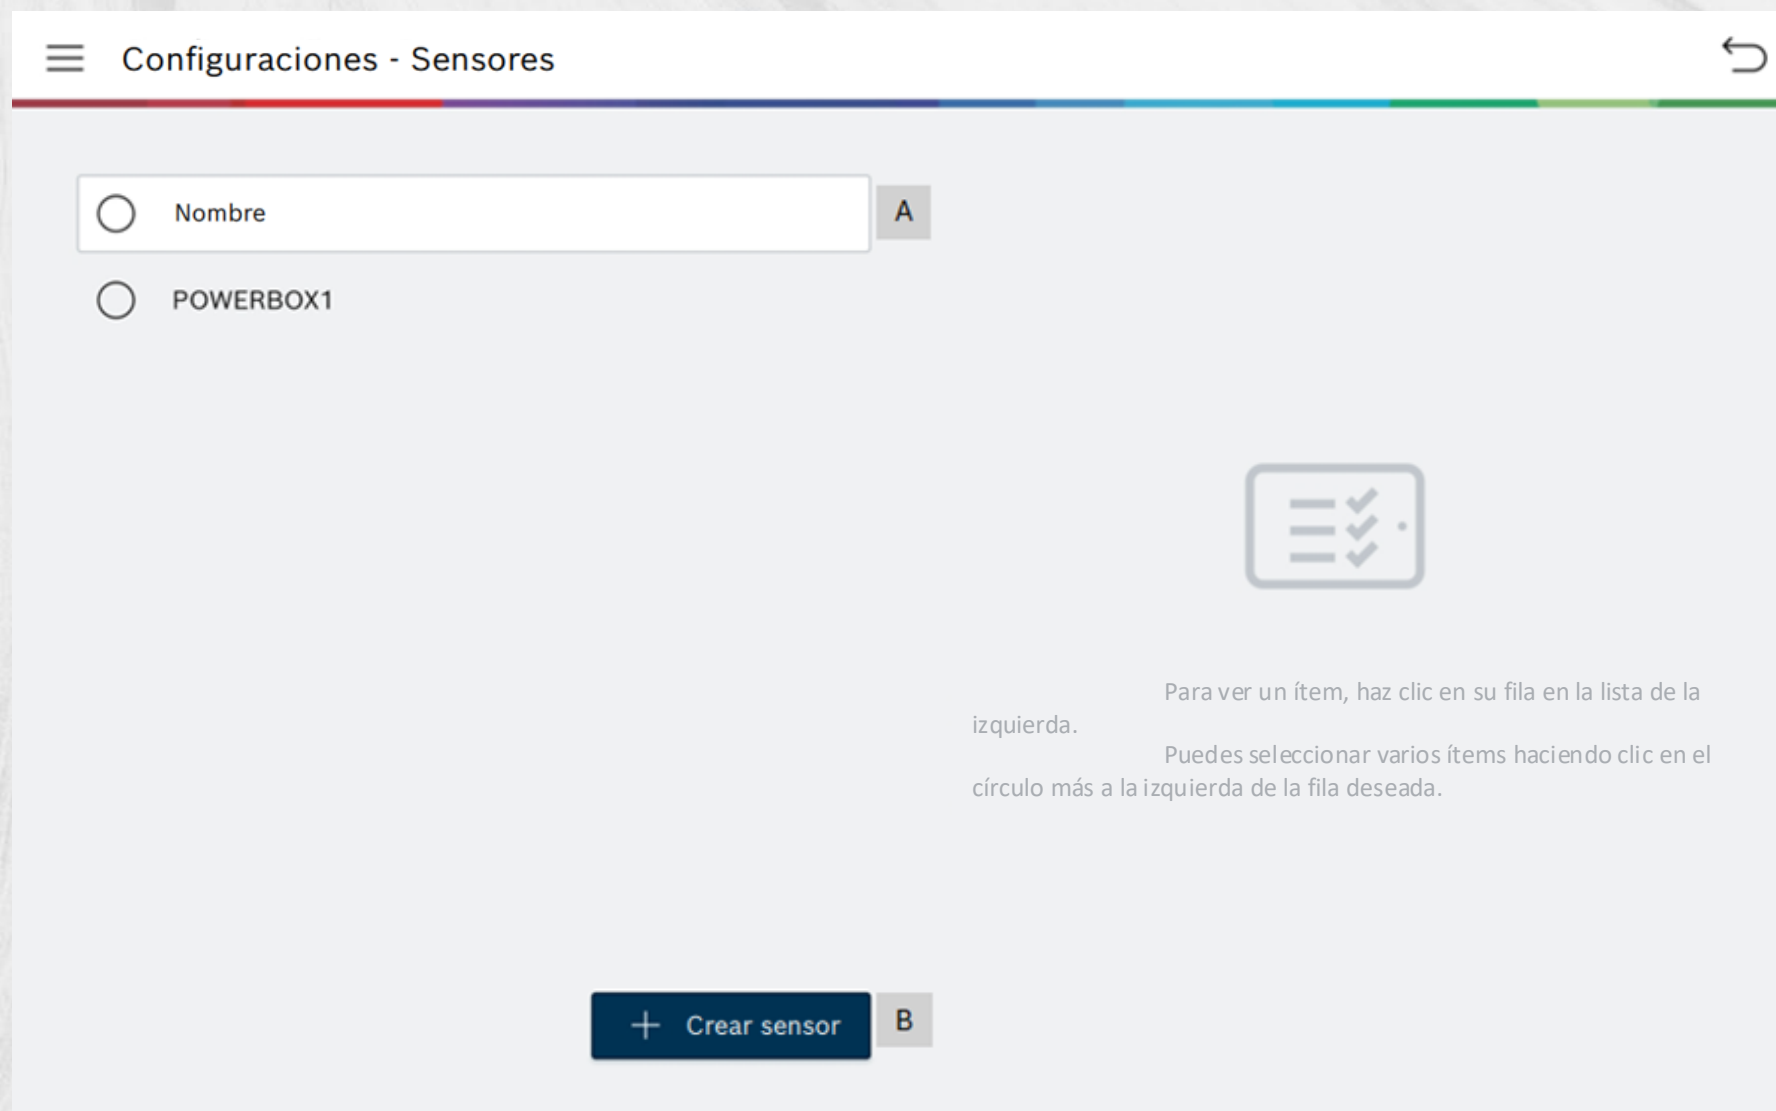 Configuraciones - Sensores
Nombre
A
POWERBOX1
Para ver un ítem, haz clic en su fila en la lista de la
izquierda.
Puedes seleccionar varios ítems haciendo clic en el
círculo más a la izquierda de la fila deseada.
+ Crear sensor
B